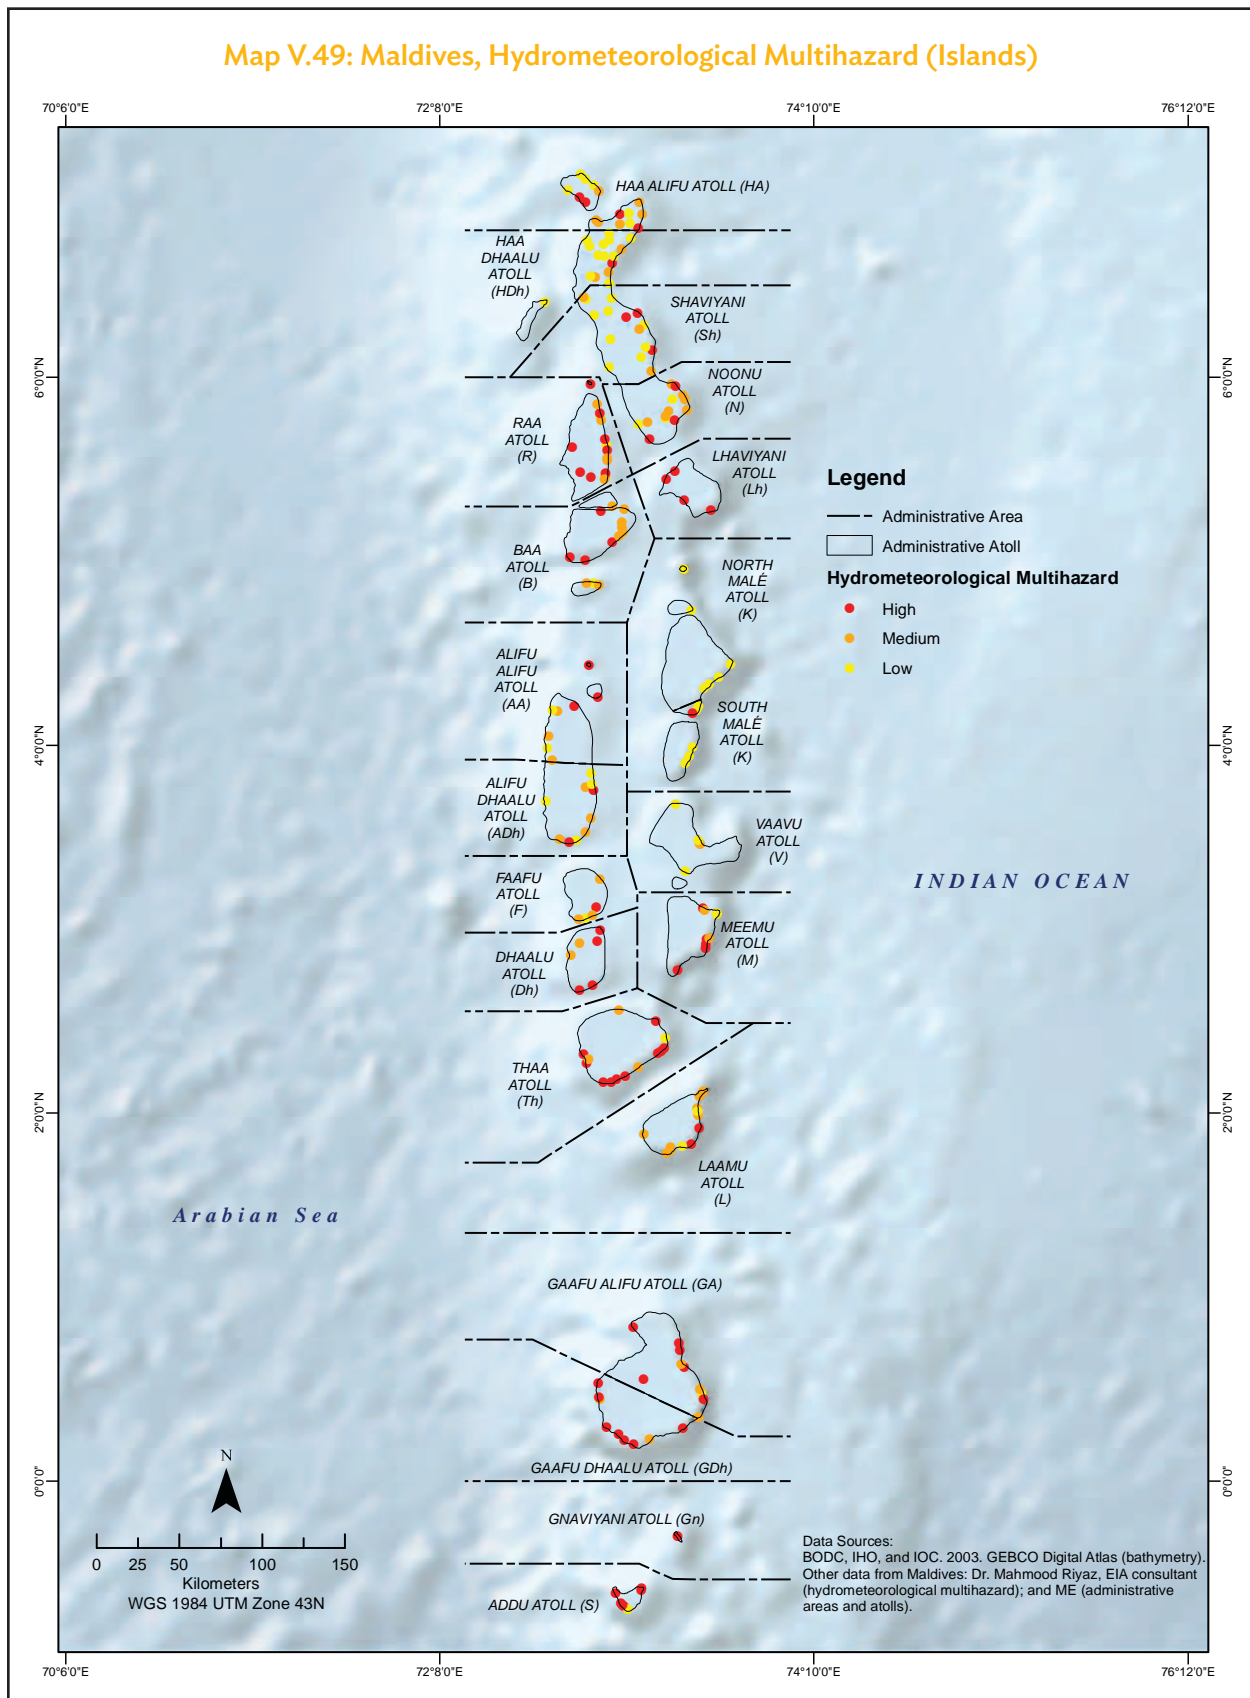 Map V.49: Maldives, Hydrometeorological Multihazard (Islands)
70°6'0"E
72°8'0"E
74°10'0"E
76°12'0"E
HAA ALIFU ATOLL (HA)
HAA
DHAALU
ATOLL
(HDh)
SHAVIYANI
ATOLL
(Sh)
6°0'0"N
6°0'0"N
NOONU
ATOLL
(N)
RAA
ATOLL
(R)
LHAVIYANI
ATOLL
(Lh)
Legend
Administrative Area
Administrative Atoll
Hydrometeorological Multihazard
High
Medium
Low
BAA
ATOLL
(B)
NORTH
MALÉ
ATOLL
(K)
ALIFU
ALIFU
ATOLL
(AA)
SOUTH
MALÉ
ATOLL
(K)
4°0'0"N
4°0'0"N
ALIFU
DHAALU
ATOLL
(ADh)
VAAVU
ATOLL
(V)
FAAFU
ATOLL
(F)
INDIAN OCEAN
MEEMU
ATOLL
(M)
DHAALU
ATOLL
(Dh)
THAA
ATOLL
(Th)
2°0'0"N
2°0'0"N
LAAMU
ATOLL
(L)
Arabian Sea
GAAFU ALIFU ATOLL (GA)
GAAFU DHAALU ATOLL (GDh)
0°0'0"
0°0'0"
N
GNAVIYANI ATOLL (Gn)
0 25 50 100 150
Kilometers
WGS 1984 UTM Zone 43N
ADDU ATOLL (S)
Data Sources:
BODC, IHO, and IOC. 2003. GEBCO Digital Atlas (bathymetry).
Other data from Maldives: Dr. Mahmood Riyaz, EIA consultant
(hydrometeorological multihazard); and ME (administrative
areas and atolls).
70°6'0"E
72°8'0"E
74°10'0"E
76°12'0"E